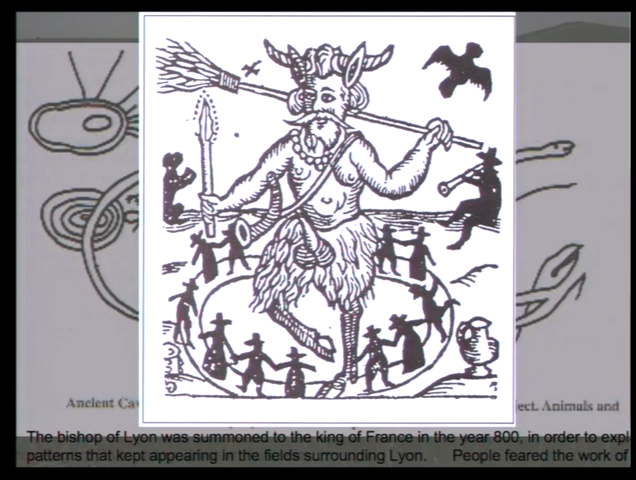 Ancient Cav
ject. Animals and
The bishop of Lyon was summoned to the king of France in the year 800, in order to expl
patterns that kept appearing in the fields surrounding Lyon. People feared the work of